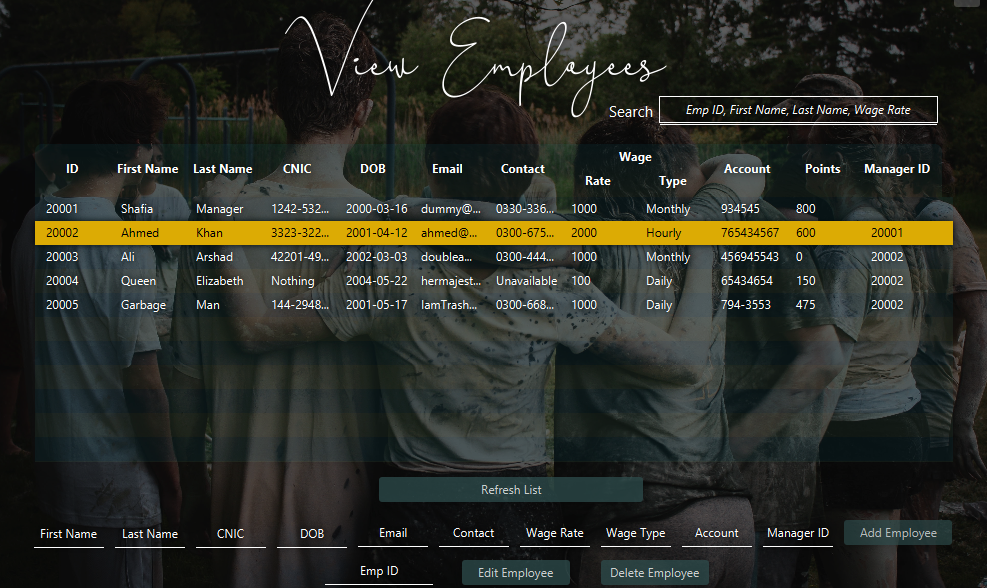 View Employees
Search Emp ID, First Name, Last Name, Wage Rate
Wage
ID First Name Last Name CNIC DOB Email Contact Rate Type Account Points Manager ID
20001 Shafia Manager 1242-532... 2000-03-16 dummy@... 0330-336... 1000 Monthly 934545 800
20002 Ahmed Khan 3323-322... 2001-04-12 ahmed@... 0300-675... 2000 Hourly 765434567 600 20001
20003 Ali Arshad 42201-49... 2002-03-03 doublea... 0300-444... 1000 Monthly 456945543 0 20002
20004 Queen Elizabeth Nothing 2004-05-22 hermajest... Unavailable 100 Daily 65434654 150 20002
20005 Garbage Man 144-2948... 2001-05-17 IamTrash... 0300-668... 1000 Daily 794-3553 475 20002
Refresh List
First Name Last Name CNIC DOB Email Contact Wage Rate Wage Type Account Manager ID Add Employee
Emp ID Edit Employee Delete Employee